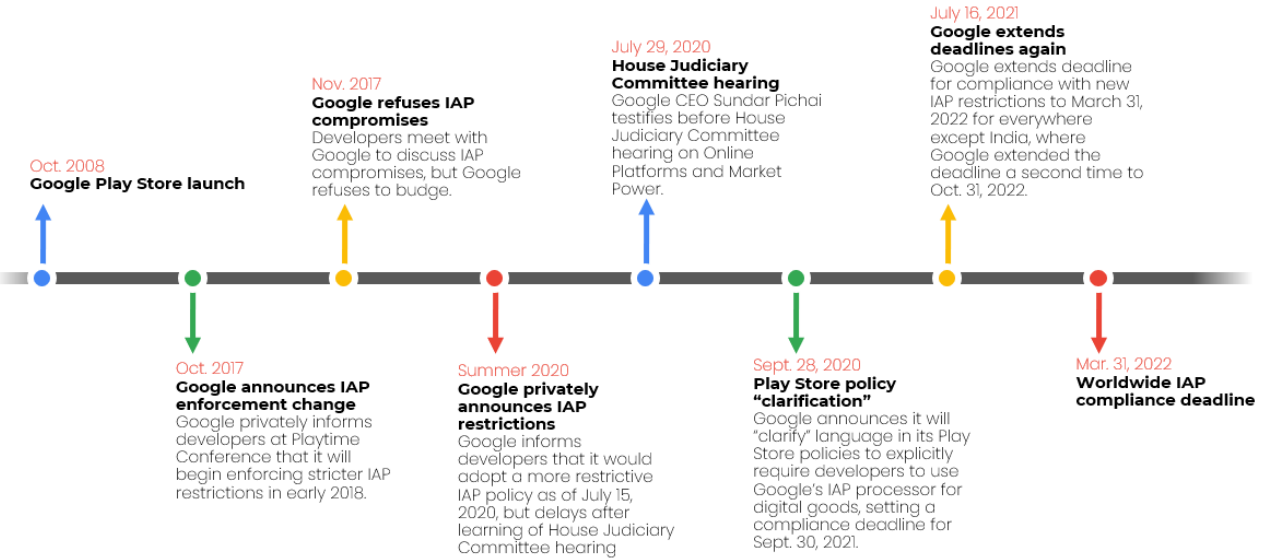 Oct. 2008
Google Play Store launch
Oct. 2017
Google announces IAP
enforcement change
Google privately informs
developers at Playtime
Conference that it will
begin enforcing stricter IAP
restrictions in early 2018.
Nov. 2017
Google refuses IAP
compromises
Developers meet with
Google to discuss IAP
compromises, but Google
refuses to budge.
Summer 2020
Google privately
announces IAP
restrictions
Google informs
developers that it would
adopt a more restrictive
IAP policy as of July 15,
2020, but delays after
learning of House Judiciary
Committee hearing
July 29, 2020
House Judiciary
Committee hearing
Google CEO Sundar Pichai
testifies before House
Judiciary Committee
hearing on Online
Platforms and Market
Power.
Sept. 28, 2020
Play Store policy
“clarification”
Google announces it will
“clarify” language in its Play
Store policies to explicitly
require developers to use
Google’s IAP processor for
digital goods, setting a
compliance deadline for
Sept. 30, 2021.
July 16, 2021
Google extends
deadlines again
Google extends deadline
for compliance with new
IAP restrictions to March 31,
2022 for everywhere
except India, where
Google extended the
deadline a second time to
Oct. 31, 2022.
Mar. 31, 2022
Worldwide IAP
compliance deadline